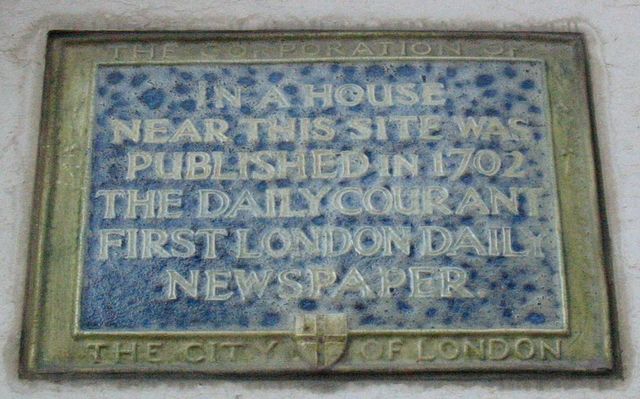 THE CORPORATION OF
IN A HOUSE
NEAR THIS SITE WAS
PUBLISHED IN 1702
THE DAILY COURANT
FIRST LONDON DAILY
NEWSPAPER
THE CITY OF LONDON